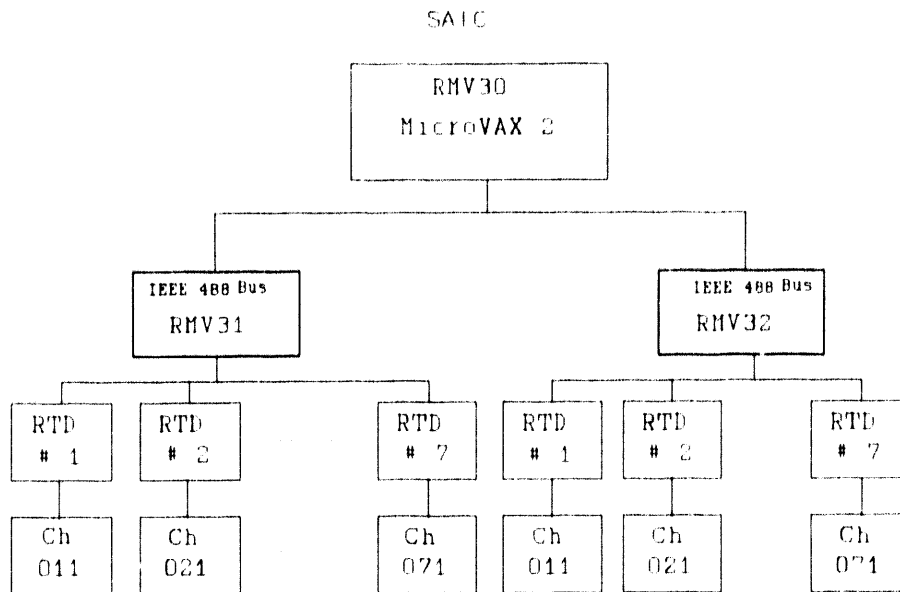 SAIC
RMV30
MicroVAX 2
IEEE 488 Bus
RMV31
IEEE 488 Bus
RMV32
RTD
# 1
RTD
# 2
RTD
# 7
RTD
# 1
RTD
# 2
RTD
# 7
Ch
011
Ch
021
Ch
071
Ch
011
Ch
021
Ch
071